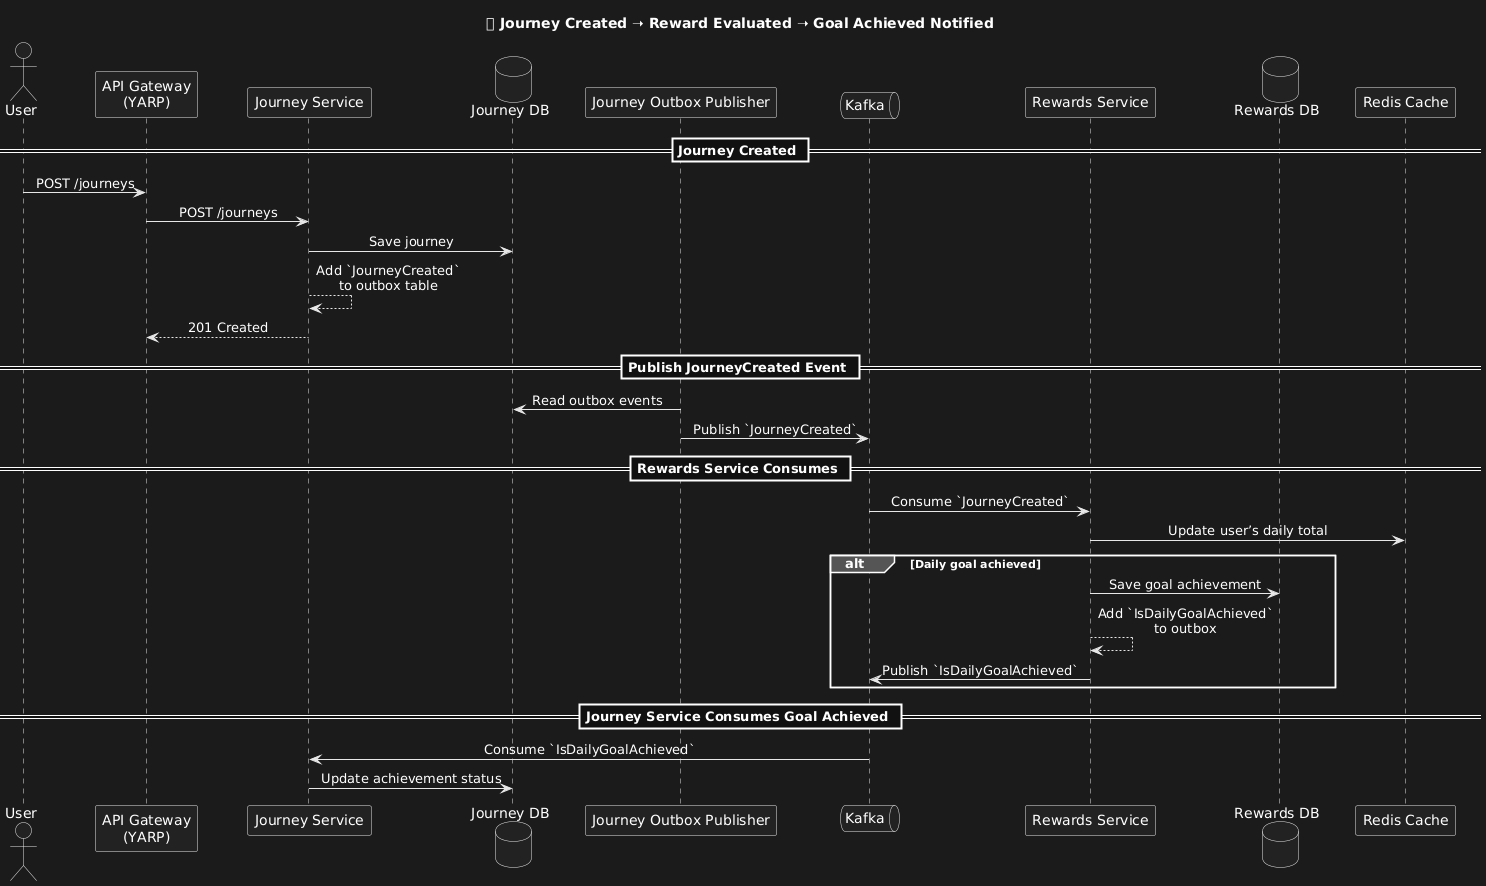 Journey Created → Reward Evaluated → Goal Achieved Notified
User
API Gateway
(YARP)
Journey Service
Journey DB
Journey Outbox Publisher
Kafka
Rewards Service
Rewards DB
Redis Cache
Journey Created
POST /journeys
POST /journeys
Save journey
Add `JourneyCreated`
to outbox table
201 Created
Publish JourneyCreated Event
Read outbox events
Publish `JourneyCreated`
Rewards Service Consumes
Consume `JourneyCreated`
Update user’s daily total
alt [Daily goal achieved]
Save goal achievement
Add `IsDailyGoalAchieved`
to outbox
Publish `IsDailyGoalAchieved`
Journey Service Consumes Goal Achieved
Consume `IsDailyGoalAchieved`
Update achievement status
User
API Gateway
(YARP)
Journey Service
Journey DB
Journey Outbox Publisher
Kafka
Rewards Service
Rewards DB
Redis Cache